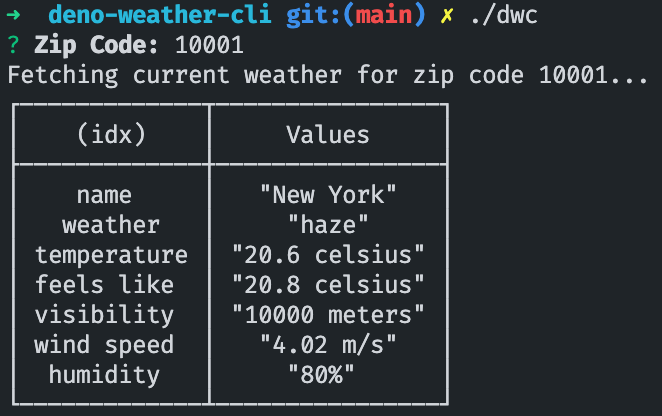 ➜ deno-weather-cli git:(main) ✗ ./dwc
? Zip Code: 10001
Fetching current weather for zip code 10001...
(idx) Values
name "New York"
weather "haze"
temperature "20.6 celsius"
feels like "20.8 celsius"
visibility "10000 meters"
wind speed "4.02 m/s"
humidity "80%"